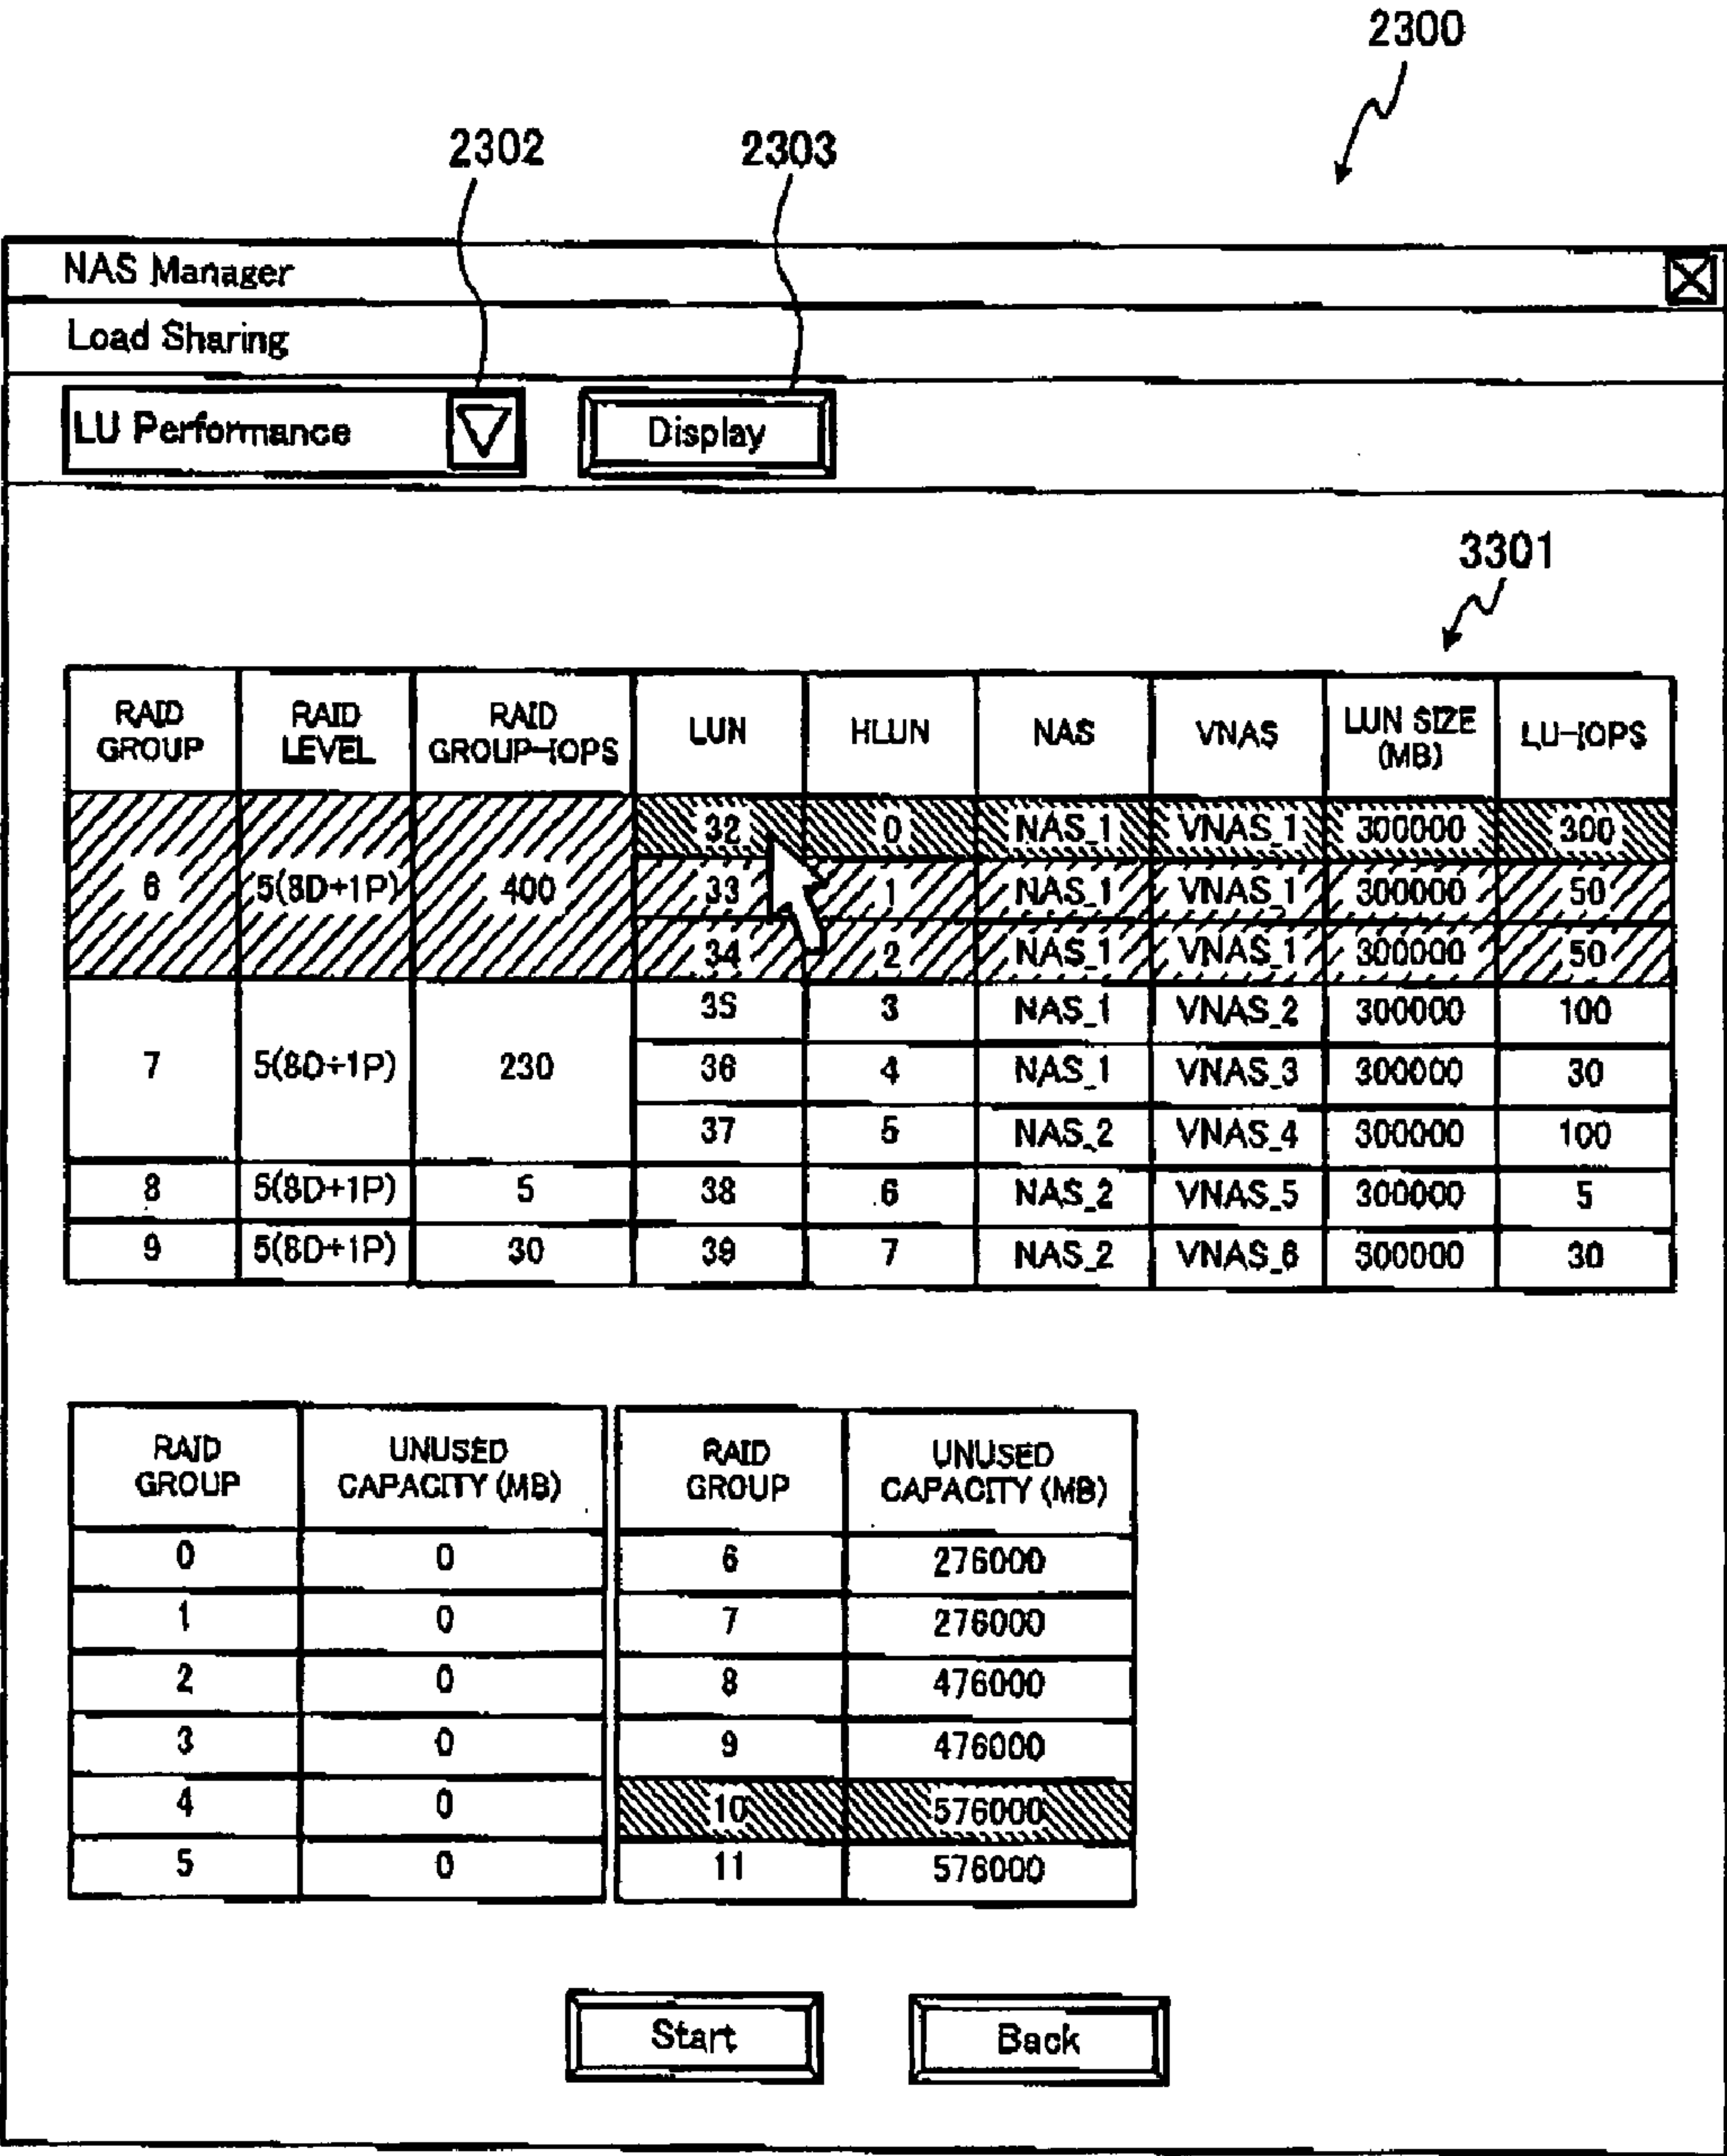 2300
2302 2303
NAS Manager
Load Sharing
LU Performance Display
3301
RAID GROUP RAID LEVEL RAID GROUP-IOPS LUN HLUN NAS VNAS LUN SIZE (MB) LU-IOPS
6 5(8D+1P) 400 32 0 NAS_1 VNAS_1 300000 300
33 1 NAS_1 VNAS_1 300000 50
34 2 NAS_1 VNAS_1 300000 50
7 5(8D+1P) 230 35 3 NAS_1 VNAS_2 300000 100
36 4 NAS_1 VNAS_3 300000 30
37 5 NAS_2 VNAS_4 300000 100
8 5(8D+1P) 5 38 6 NAS_2 VNAS_5 300000 5
9 5(8D+1P) 30 39 7 NAS_2 VNAS_6 300000 30
RAID GROUP UNUSED CAPACITY (MB) RAID GROUP UNUSED CAPACITY (MB)
0 0 6 276000
1 0 7 276000
2 0 8 476000
3 0 9 476000
4 0 10 576000
5 0 11 576000
Start Back